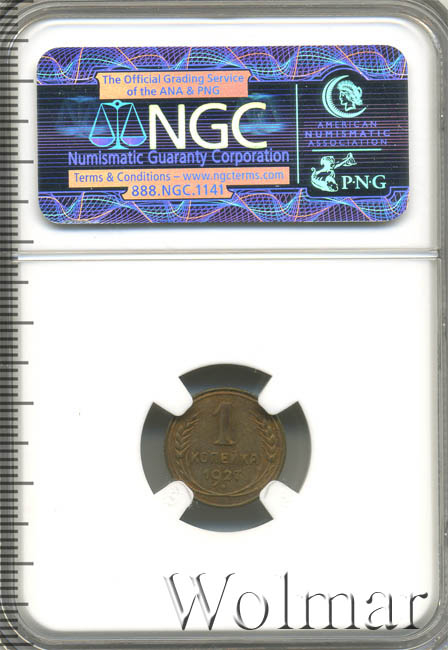 The Official Grading Service
of the ANA & PNG
NGC
Numismatic Guaranty Corporation
Terms & Conditions – www.ngcterms.com
888.NGC.1141
AMERICAN
NUMISMATIC
ASSOCIATION
P·N·G
1
КОПЕЙКА
1927
Wolmar